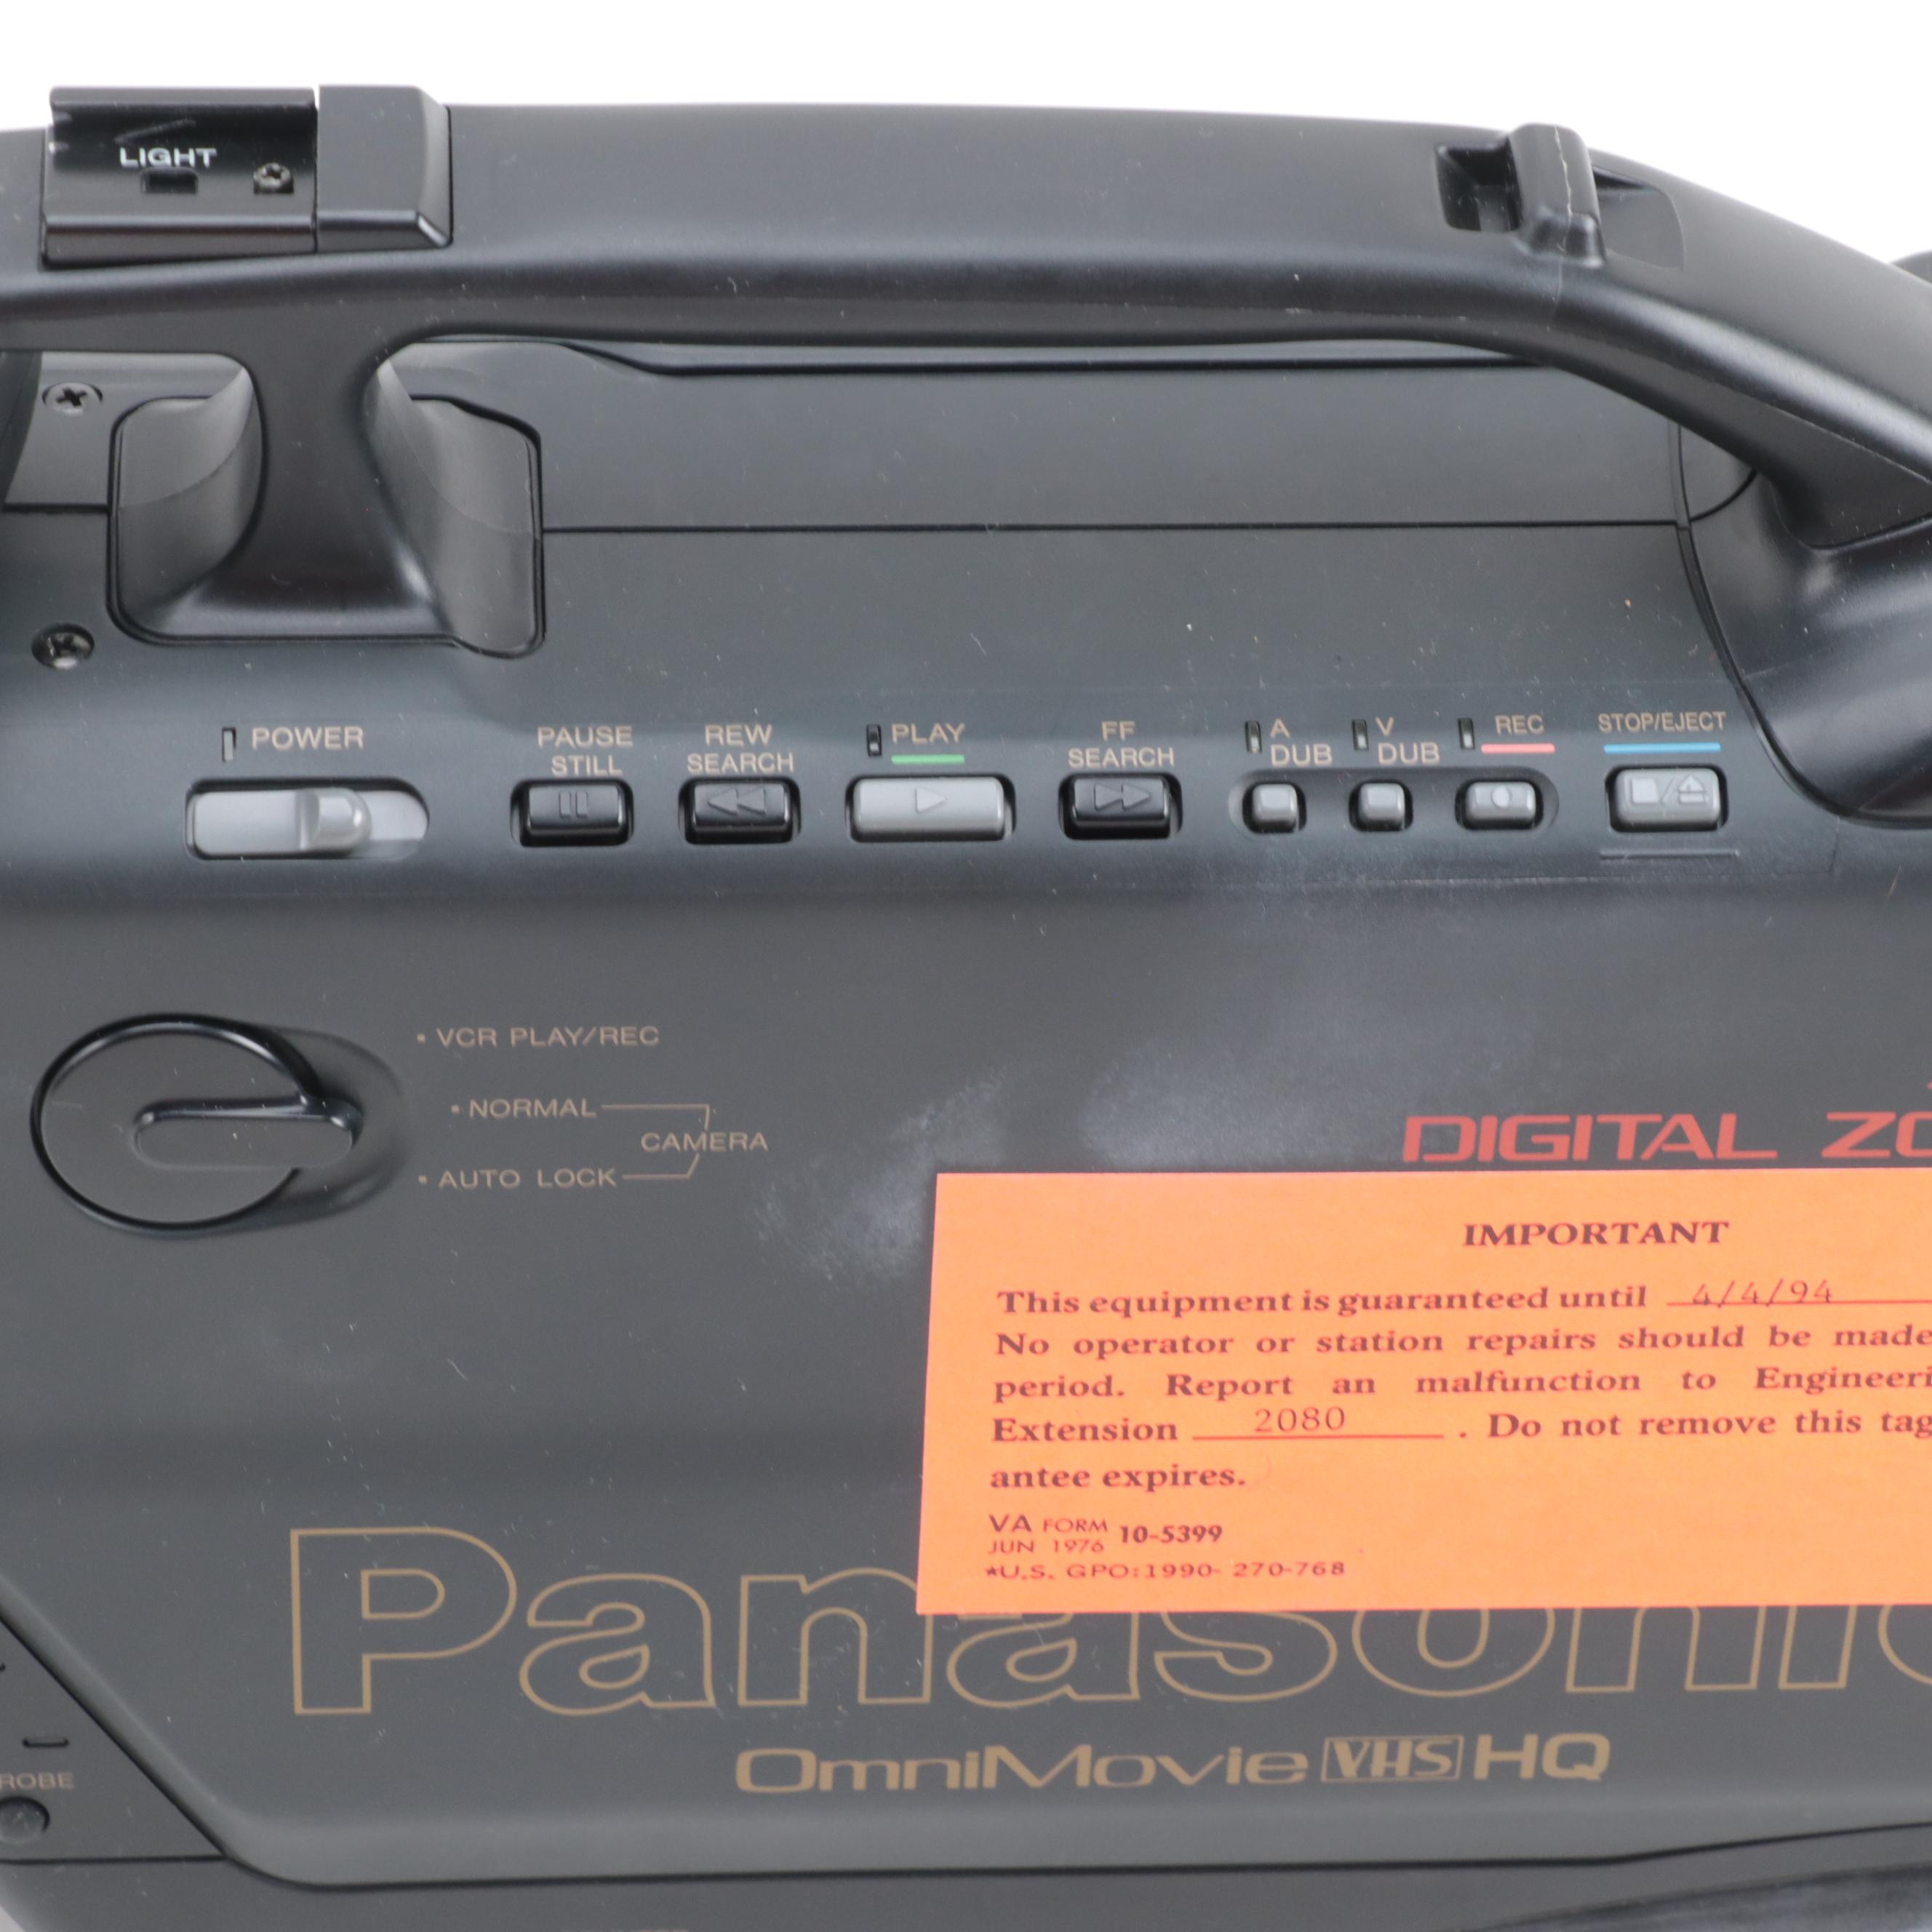 LIGHT
POWER
PAUSE
STILL
REW
SEARCH
PLAY
FF
SEARCH
A
DUB
V
DUB
REC
STOP/EJECT
• VCR PLAY/REC
• NORMAL
CAMERA
• AUTO LOCK
DIGITAL ZO
IMPORTANT
This equipment is guaranteed until 4/4/94
No operator or station repairs should be made
period. Report an malfunction to Engineeri
Extension 2080 . Do not remove this tag
antee expires.
VA FORM 10-5399
JUN 1976
★U.S. GPO:1990- 270-768
Panasonic
OmniMovie VHS HQ
ROBE